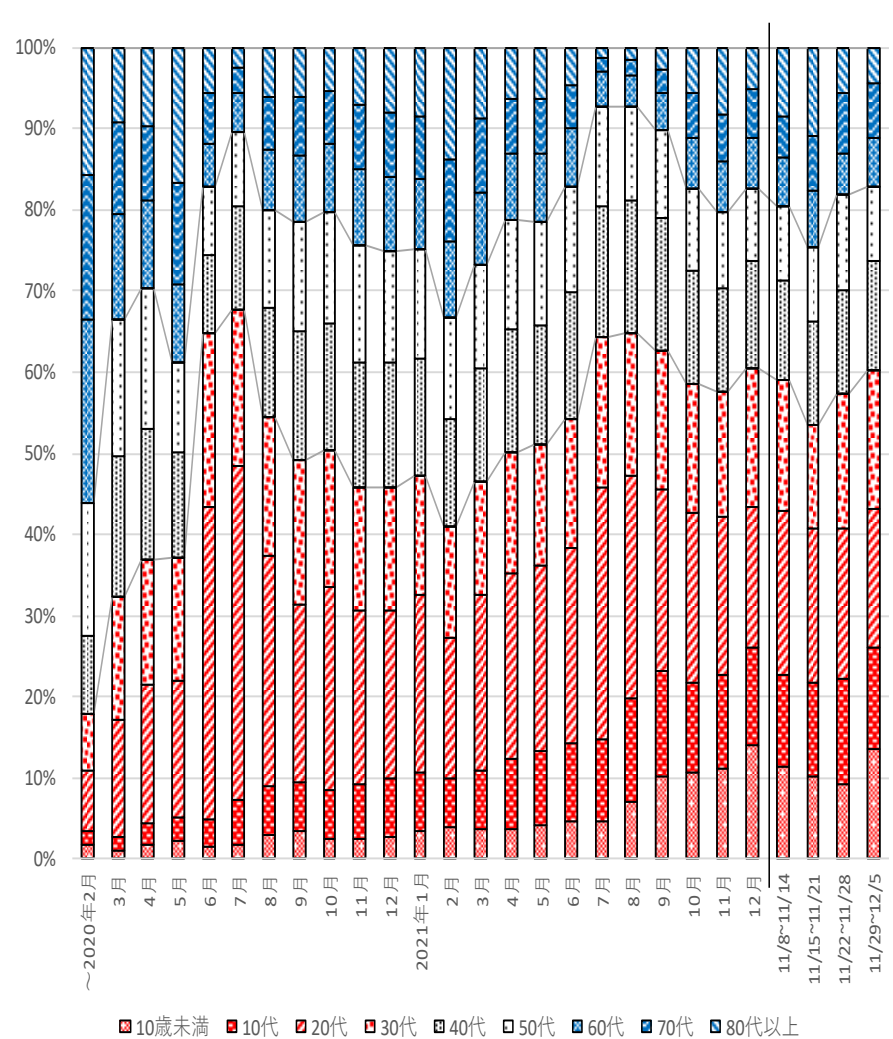 100%
90%
80%
70%
60%
50%
40%
30%
20%
10%
0%
～2020年2月
3月
4月
5月
6月
7月
8月
9月
10月
11月
12月
2021年1月
2月
3月
4月
5月
6月
7月
8月
9月
10月
11月
12月
11/8~11/14
11/15~11/21
11/22~11/28
11/29~12/5
10歳未満 10代 20代 30代 40代 50代 60代 70代 80代以上